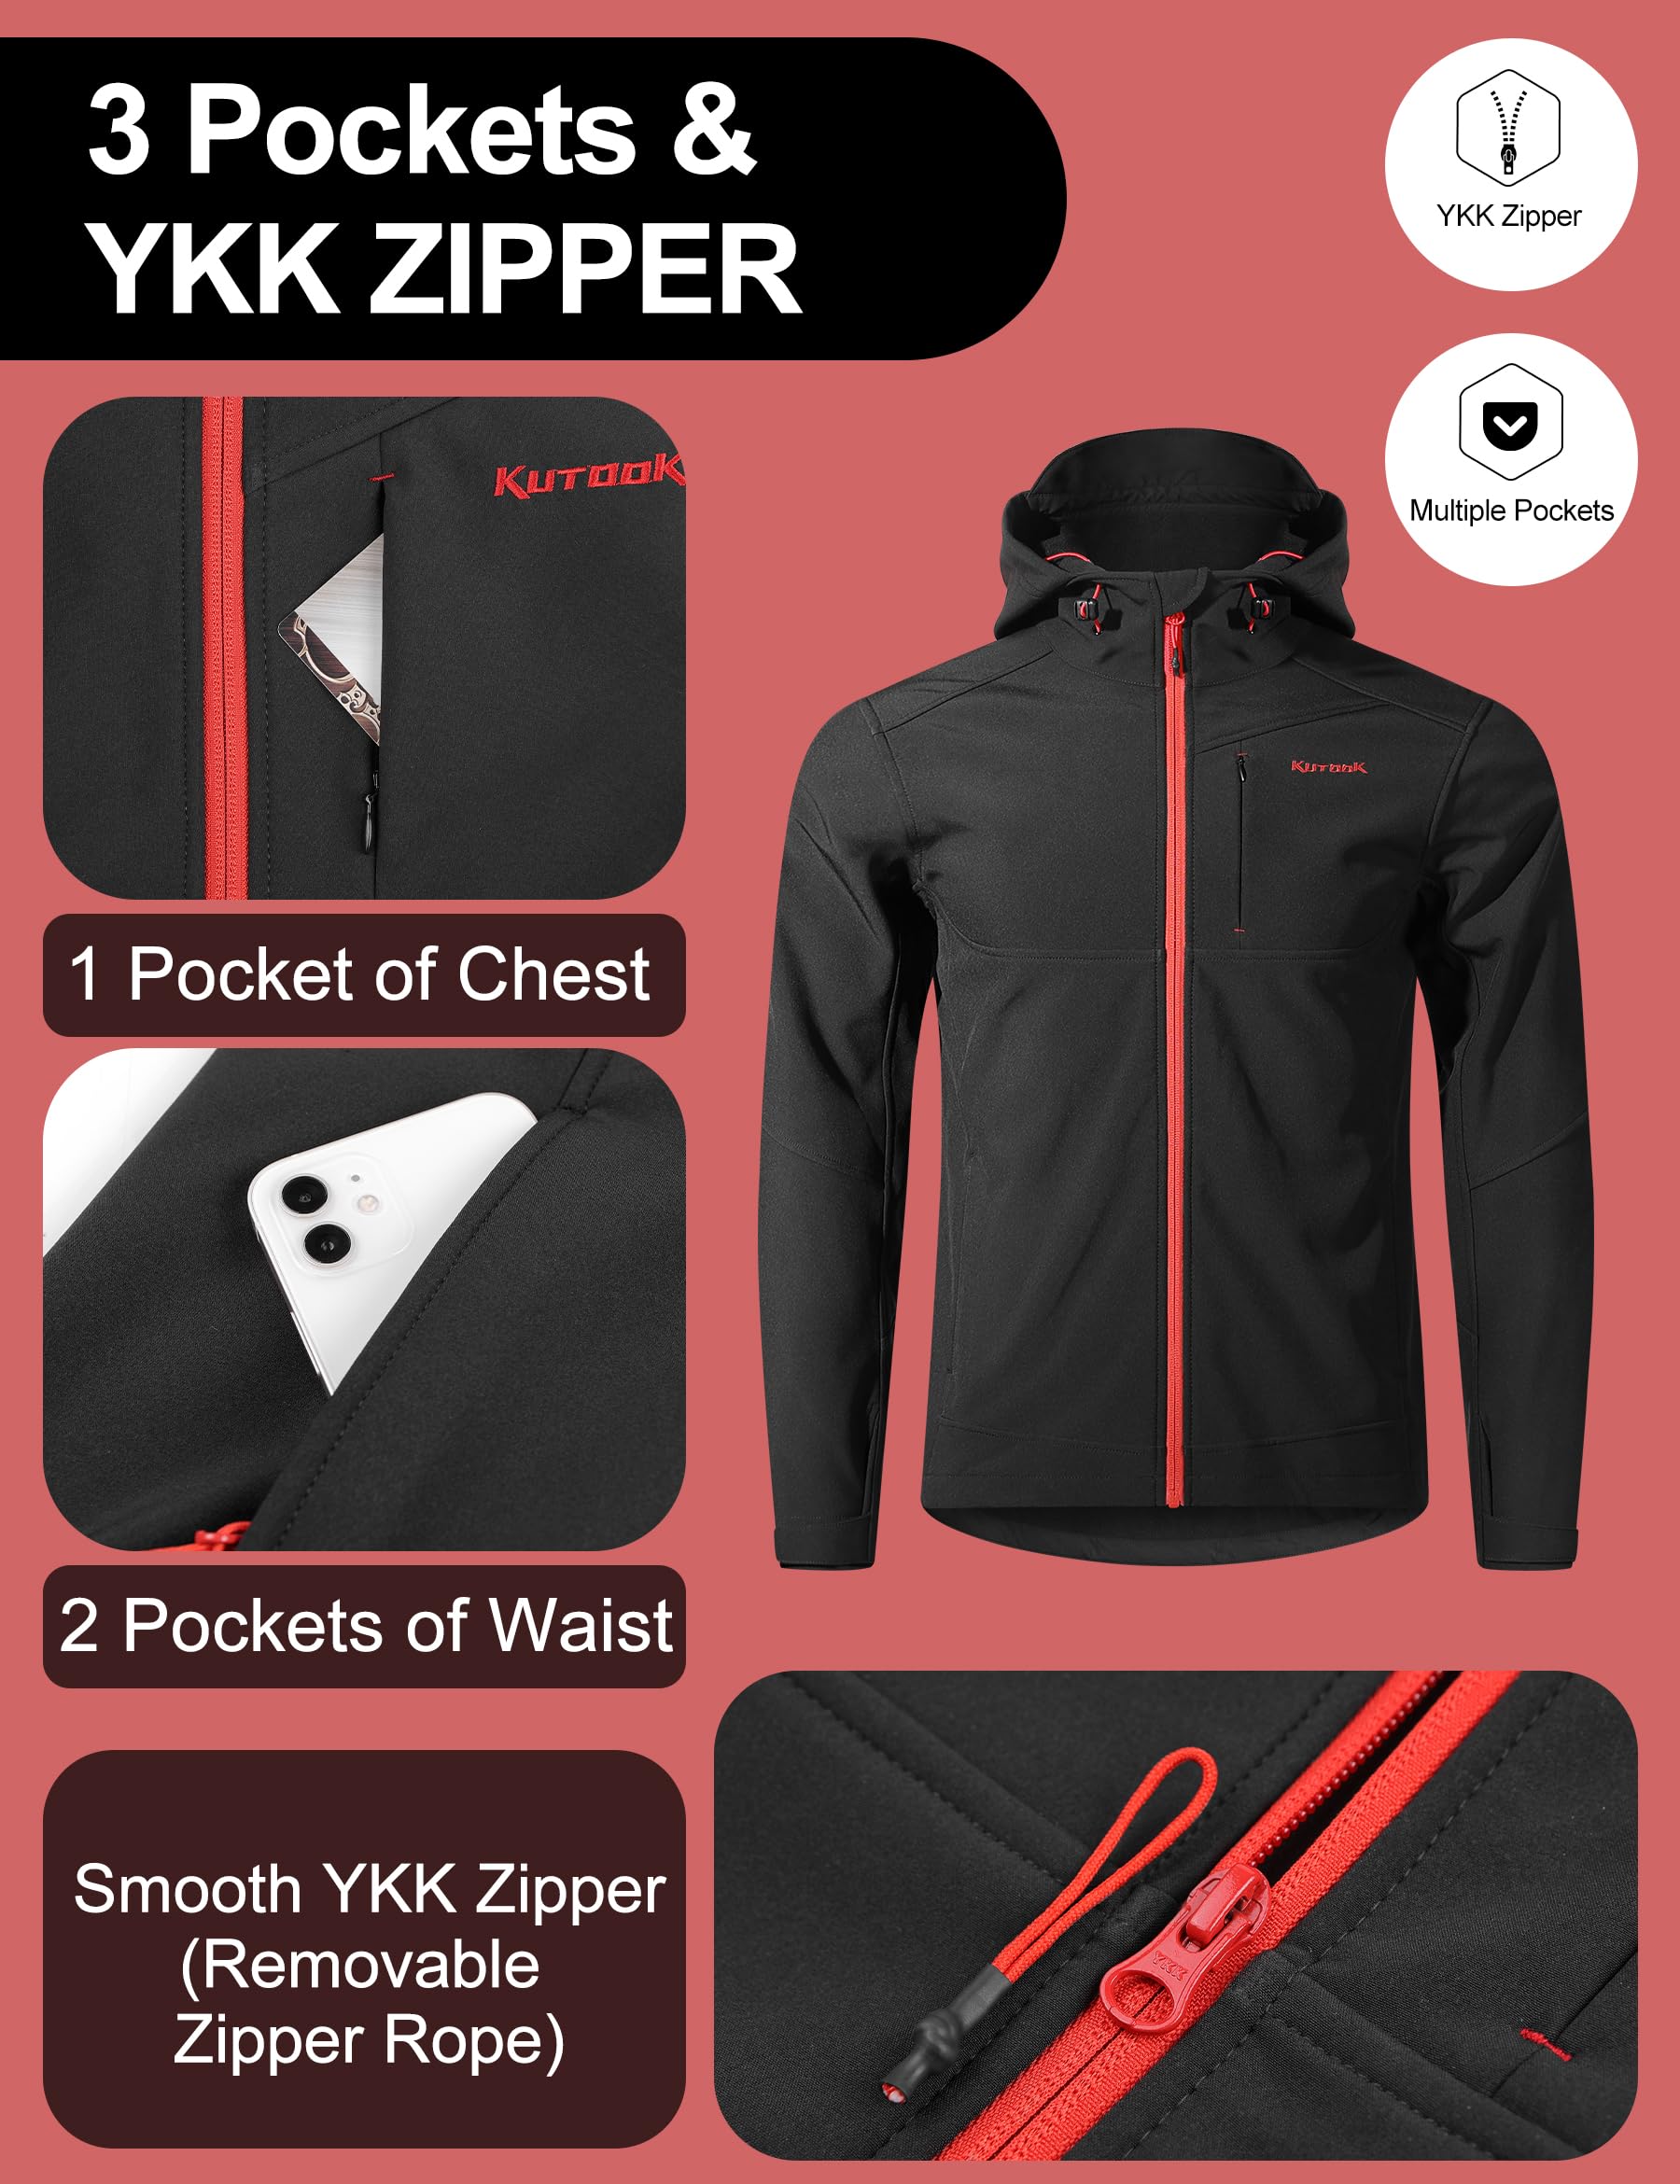 3 Pockets &
YKK ZIPPER
YKK Zipper
Multiple Pockets
KUTOOK
KUTOOK
1 Pocket of Chest
2 Pockets of Waist
Smooth YKK Zipper
(Removable
Zipper Rope)
YKK